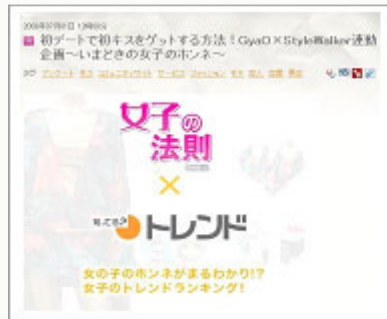 初デートで初キスをゲットする方法！GyaO×StyleWalker連動
企画～いまどきの女子のホンネ～
女子の
法則
×
知ってる?
トレンド
女の子のホンネがまるわかり!?
女子のトレンドランキング！